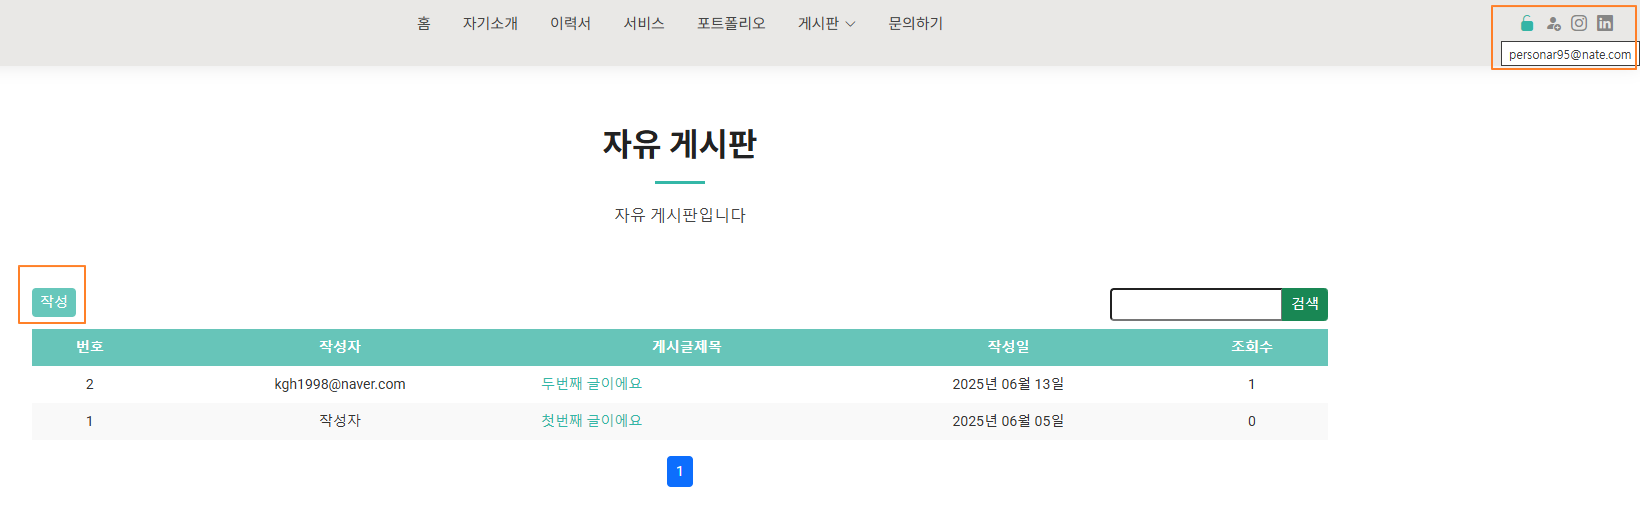 홈 자기소개 이력서 서비스 포트폴리오 게시판 문의하기
personar95@nate.com
자유 게시판
자유 게시판입니다
작성 검색
번호 작성자 게시글제목 작성일 조회수
2 kgh1998@naver.com 두번째 글이에요 2025년 06월 13일 1
1 작성자 첫번째 글이에요 2025년 06월 05일 0
1